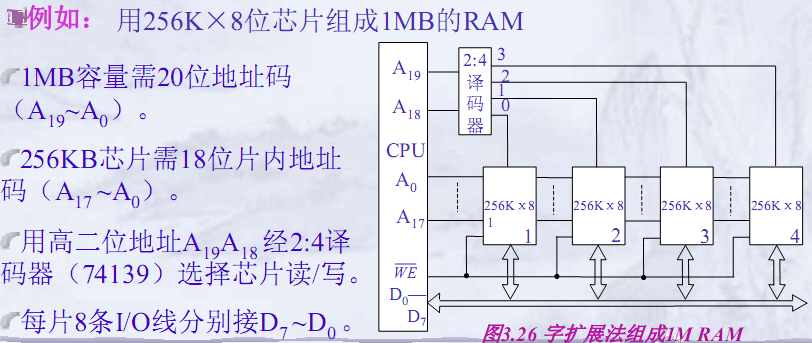 例如： 用256K×8位芯片组成1MB的RAM
1MB容量需20位地址码
（A19~A0）。
256KB芯片需18位片内地址
码（A17 ~A0）。
用高二位地址A19A18 经2:4译
码器（74139）选择芯片读/写。
每片8条I/O线分别接D7 ~D0 。
A19
A18
CPU
A0
A17
WE
D0
D7
2:4
译
码
器
3
2
1
0
256K x 8
1
1
256K x 8
2
256K x 8
3
256K x 8
4
图3.26 字扩展法组成1M RAM